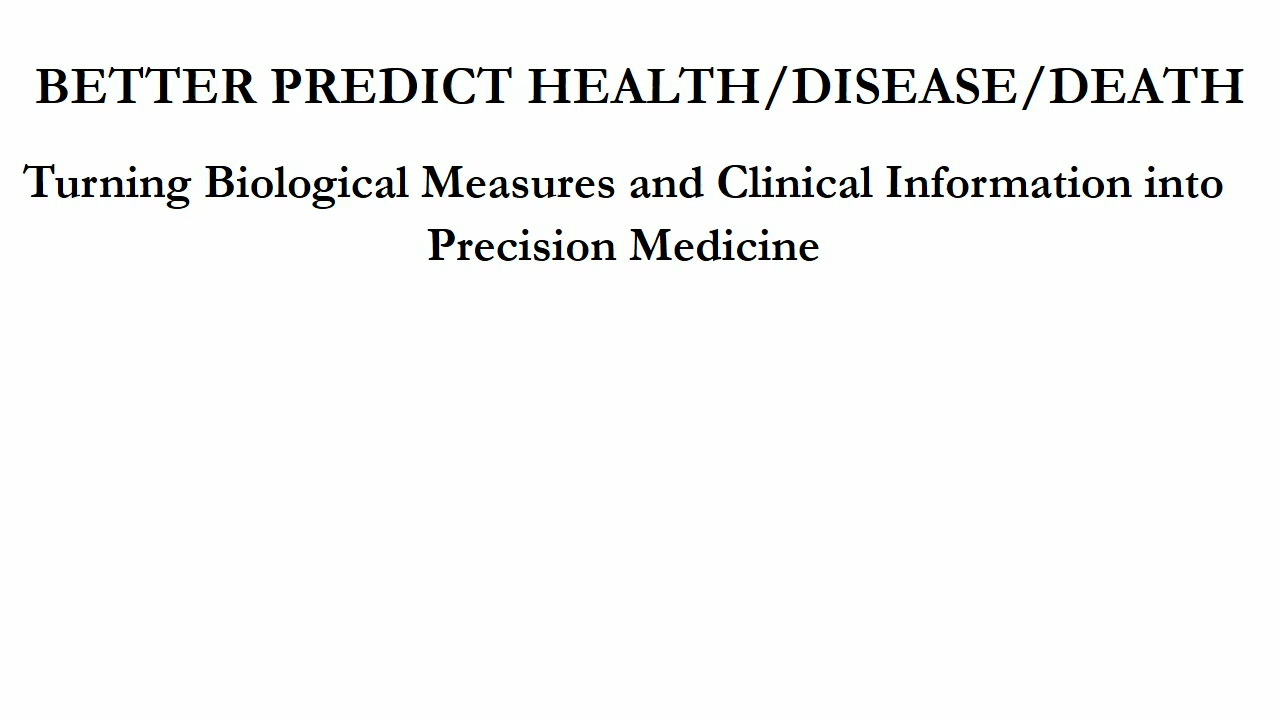 BETTER PREDICT HEALTH/DISEASE/DEATH
Turning Biological Measures and Clinical Information into
Precision Medicine